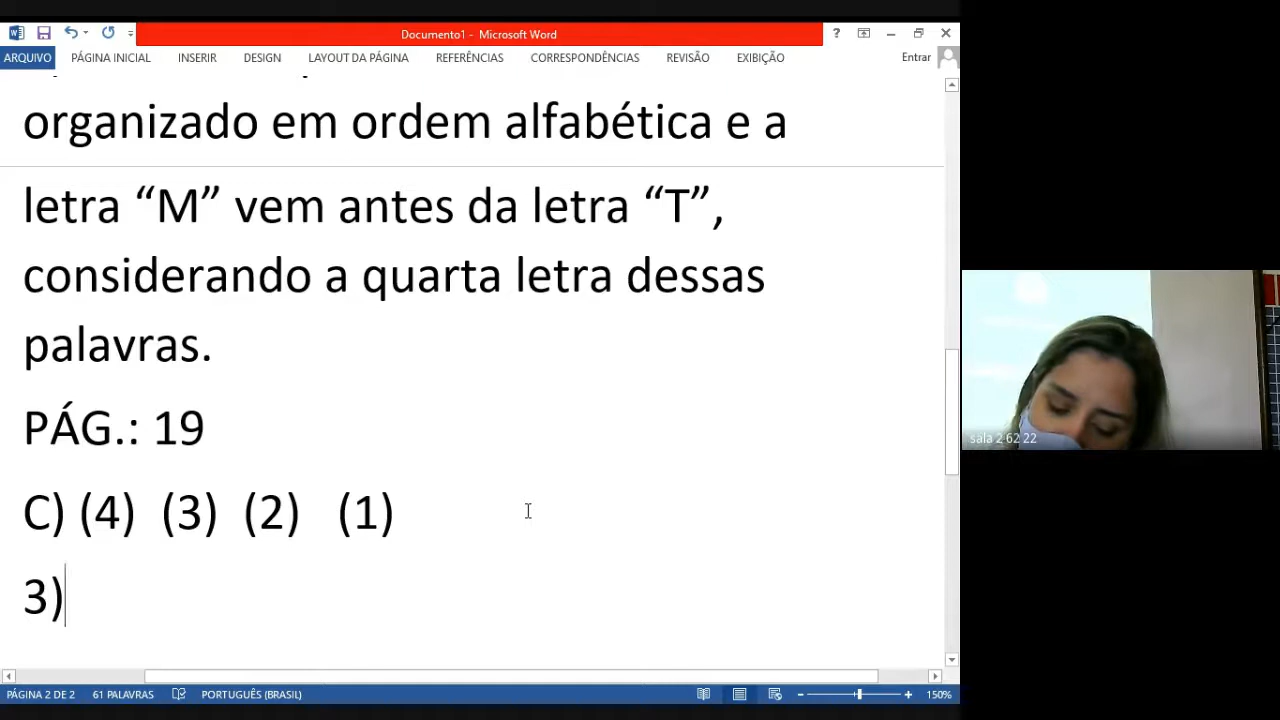 Documento1 - Microsoft Word
?
ARQUIVO PÁGINA INICIAL INSERIR DESIGN LAYOUT DA PÁGINA REFERÊNCIAS CORRESPONDÊNCIAS REVISÃO EXIBIÇÃO Entrar
organizado em ordem alfabética e a
letra “M” vem antes da letra “T”,
considerando a quarta letra dessas
palavras.
PÁG.: 19
C) (4) (3) (2) (1)
3)
sala 2 62 22
PÁGINA 2 DE 2 61 PALAVRAS PORTUGUÊS (BRASIL) 150%